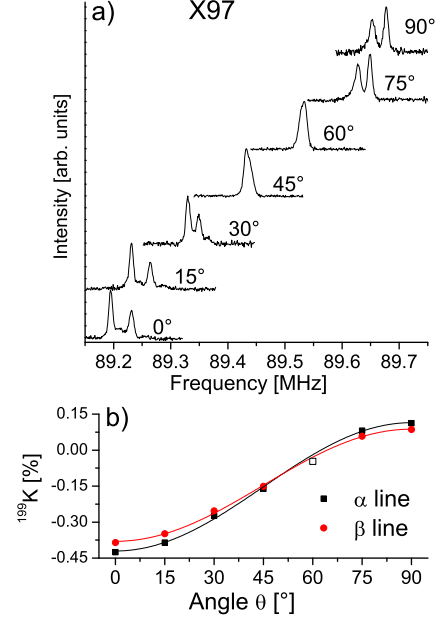 a)
X97
90°
75°
60°
45°
30°
15°
0°
Intensity [arb. units]
89.2 89.3 89.4 89.5 89.6 89.7
Frequency [MHz]
b)
0.15
0.00
-0.15
-0.30
-0.45
¹⁹⁹K [%]
α line
β line
0 15 30 45 60 75 90
Angle θ [°]